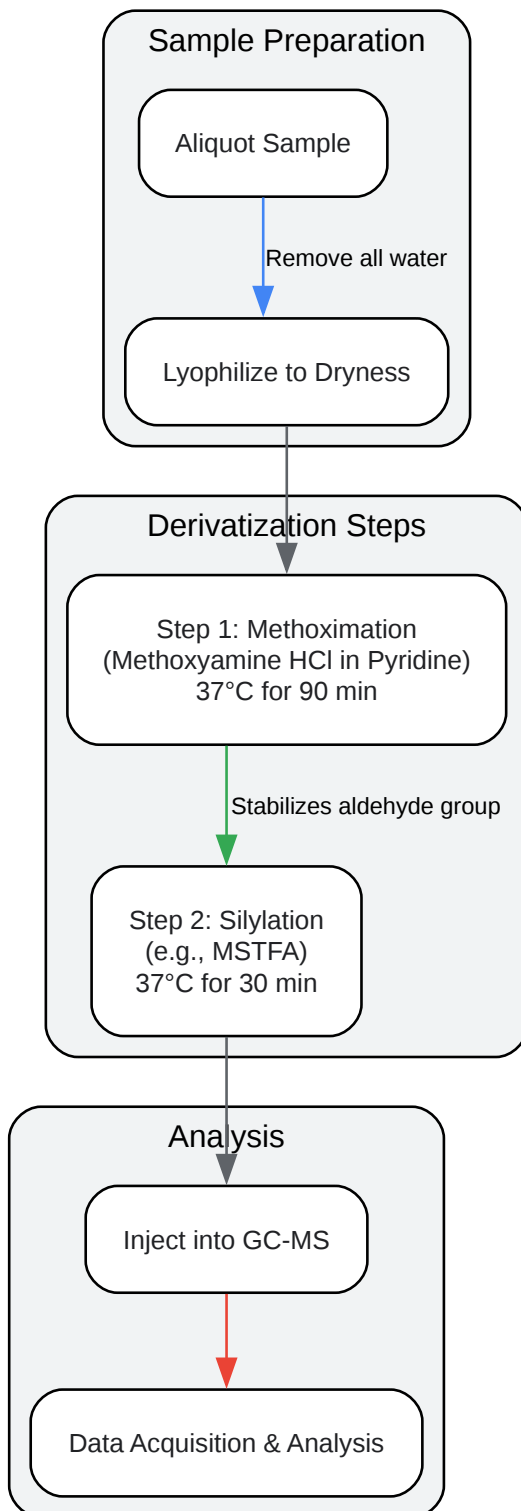 Sample Preparation
Aliquot Sample
Remove all water
Lyophilize to Dryness
Derivatization Steps
Step 1: Methoximation
(Methoxyamine HCl in Pyridine)
37°C for 90 min
Stabilizes aldehyde group
Step 2: Silylation
(e.g., MSTFA)
37°C for 30 min
Analysis
Inject into GC-MS
Data Acquisition & Analysis